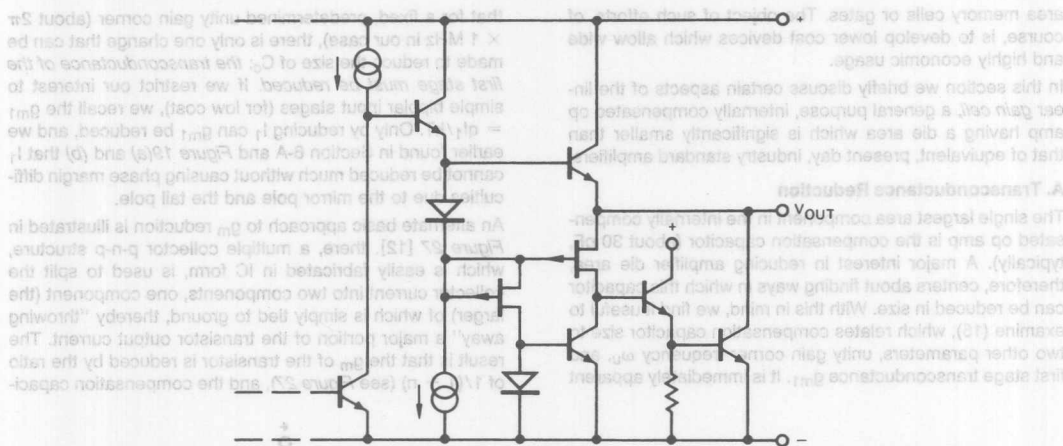 +
VOUT
+
−
area memory cells or gates. The object of such efforts, of
course, is to develop lower cost devices which allow wide
and highly economic usage.
In this section we briefly discuss certain aspects of the lin-
ear gain cell, a general purpose, internally compensated op
amp having a die area which is significantly smaller than
that of equivalent, present day, industry standard amplifiers.
A. Transconductance Reduction
The single largest area component in the internally compen-
sated op amp is the compensation capacitor (about 30 pF,
typically). A major interest in reducing amplifier die area,
therefore, centers about finding ways in which this capacitor
can be reduced in size. With this in mind, we find it useful to
examine (15), which relates compensation capacitor size to
two other parameters, unity gain corner frequency ωu, and
first stage transconductance gm1. It is immediately apparent
that for a fixed, predetermined unity gain corner (about 2π
× 1 MHz in our case), there is only one change that can be
made to reduce the size of Cc: the transconductance of the
first stage must be reduced. If we restrict our interest to
simple bipolar input stages (for low cost), we recall the gm1
= qI1/ Only by reducing I1 can gm1 be reduced, and we
earlier found in Section 6-A and Figure 19(a) and (b) that I1
cannot be reduced much without causing phase margin diffi-
culties due to the mirror pole and the tail pole.
An alternate basic approach to gm reduction is illustrated in
Figure 27 [12]. there, a multiple collector p-n-p structure,
which is easily fabricated in IC form, is used to split the
collector current into two components, one component (the
larger) of which is simply tied to ground, thereby "throwing
away" a major portion of the transistor output current. The
result is that the gm of the transistor is reduced by the ratio
of 1/(1 + n) (see Figure 27), and the compensation capaci-